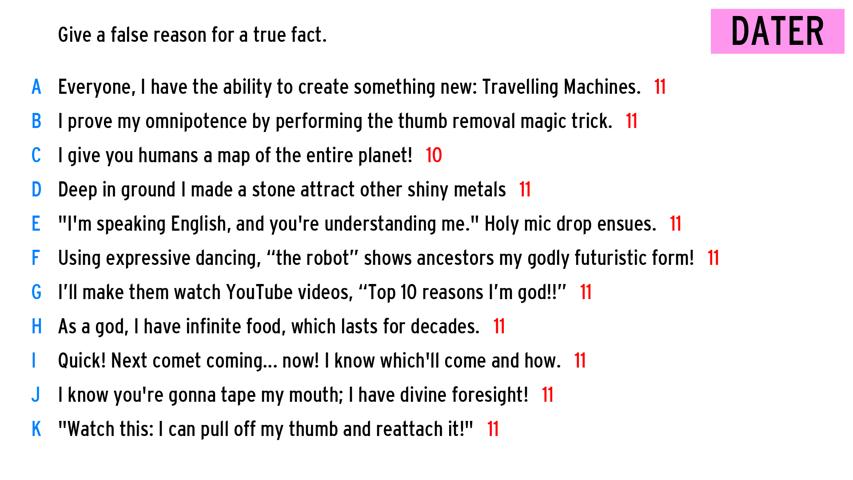 Give a false reason for a true fact.
DATER
A Everyone, I have the ability to create something new: Travelling Machines. 11
B I prove my omnipotence by performing the thumb removal magic trick. 11
C I give you humans a map of the entire planet! 10
D Deep in ground I made a stone attract other shiny metals 11
E "I'm speaking English, and you're understanding me." Holy mic drop ensues. 11
F Using expressive dancing, “the robot” shows ancestors my godly futuristic form! 11
G I’ll make them watch YouTube videos, “Top 10 reasons I’m god!!” 11
H As a god, I have infinite food, which lasts for decades. 11
I Quick! Next comet coming... now! I know which'll come and how. 11
J I know you're gonna tape my mouth; I have divine foresight! 11
K "Watch this: I can pull off my thumb and reattach it!" 11